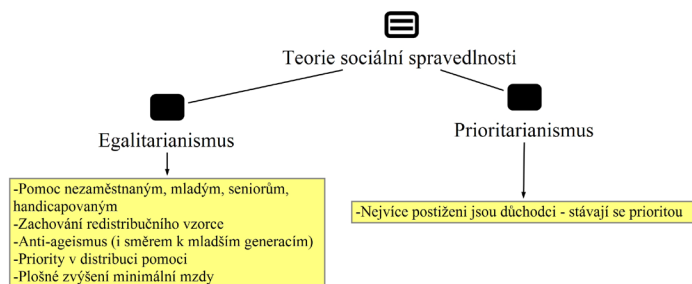 Teorie sociální spravedlnosti
Egalitarianismus
Prioritarianismus
-Pomoc nezaměstnaným, mladým, seniorům,
handicapovaným
-Zachování redistribučního vzorce
-Anti-ageismus (i směrem k mladším generacím)
-Priority v distribuci pomoci
-Plošné zvýšení minimální mzdy
-Nejvíce postiženi jsou důchodci - stávají se prioritou